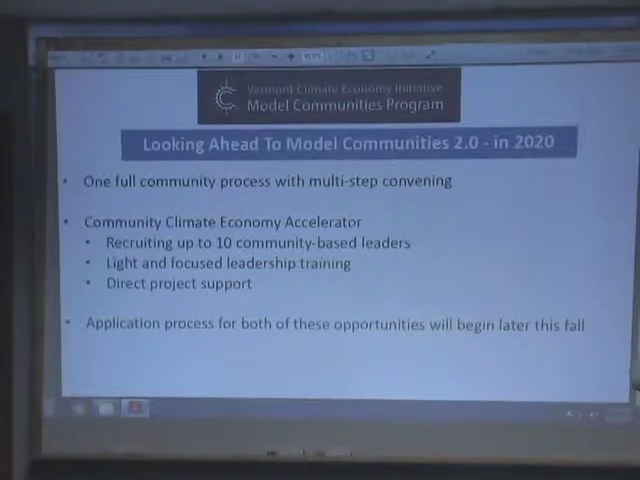 Vermont Climate Economy Initiative
Model Communities Program
Looking Ahead To Model Communities 2.0 - in 2020
• One full community process with multi-step convening
• Community Climate Economy Accelerator
• Recruiting up to 10 community-based leaders
• Light and focused leadership training
• Direct project support
• Application process for both of these opportunities will begin later this fall